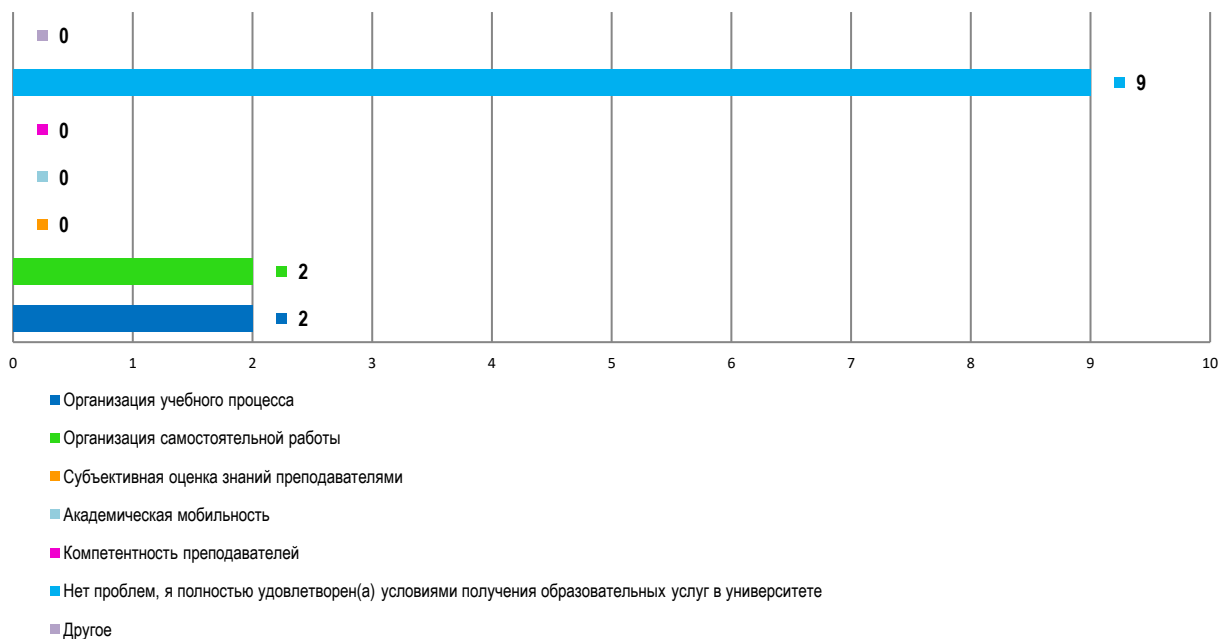 0
9
0
0
0
2
2
0 1 2 3 4 5 6 7 8 9 10
Организация учебного процесса
Организация самостоятельной работы
Субъективная оценка знаний преподавателями
Академическая мобильность
Компетентность преподавателей
Нет проблем, я полностью удовлетворен(а) условиями получения образовательных услуг в университете
Другое